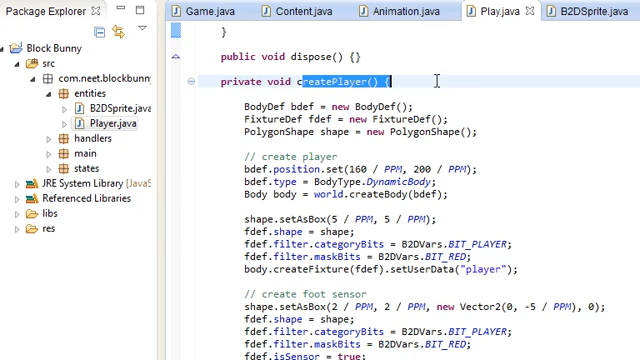 Package Explorer
Block Bunny
src
com.neet.blockbunny
entities
B2DSprite.java
Player.java
handlers
main
states
JRE System Library (JavaS
Referenced Libraries
libs
res
Game.java
Content.java
Animation.java
Play.java
B2DSprite.java
}
public void dispose() {}
private void createPlayer() {
BodyDef bdef = new BodyDef();
FixtureDef fdef = new FixtureDef();
PolygonShape shape = new PolygonShape();
// create player
bdef.position.set(160 / PPM, 200 / PPM);
bdef.type = BodyType.DynamicBody;
Body body = world.createBody(bdef);
shape.setAsBox(5 / PPM, 5 / PPM);
fdef.shape = shape;
fdef.filter.categoryBits = B2DVars.BIT_PLAYER;
fdef.filter.maskBits = B2DVars.BIT_RED;
body.createFixture(fdef).setUserData("player");
// create foot sensor
shape.setAsBox(2 / PPM, 2 / PPM, new Vector2(0, -5 / PPM), 0);
fdef.shape = shape;
fdef.filter.categoryBits = B2DVars.BIT_PLAYER;
fdef.filter.maskBits = B2DVars.BIT_RED;
fdef.isSensor = true;